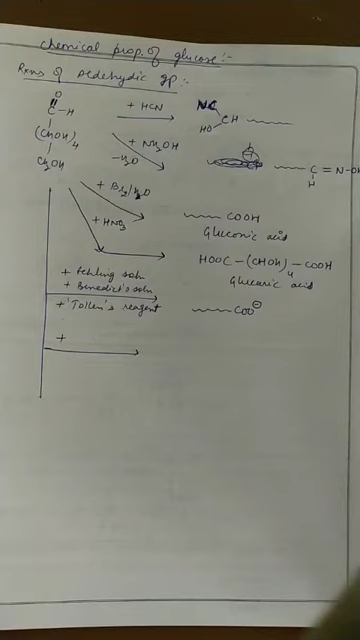 chemical prop. of glucose :-
Rxns of aldehydic gp :-
O
C - H
(CHOH)4
CH2OH
+ HCN
NC
HO CH
+ NH2OH
-H2O
C = N - OH
H
+ Br2/H2O
COOH
Gluconic acid
+ HNO3
HOOC - (CHOH)4 - COOH
Glucaric acid
+ Fehling soln
+ Benedict's soln
+ Tollen's reagent
COO⊖
+